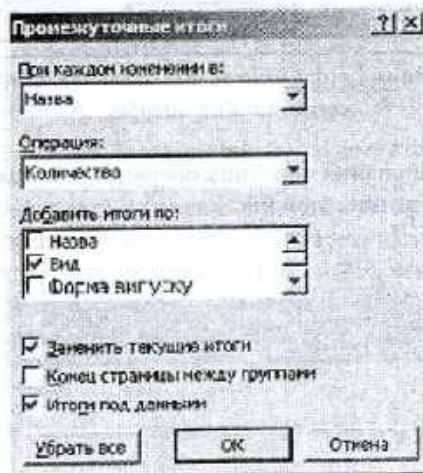 Промежуточные итоги
При каждом изменении в:
Назва
Операция:
Количество
Добавить итоги по:
Назва
Вид
Форма випуску
Заменить текущие итоги
Конец страницы между группами
Итоги под данными
Убрать все
ОК
Отмена